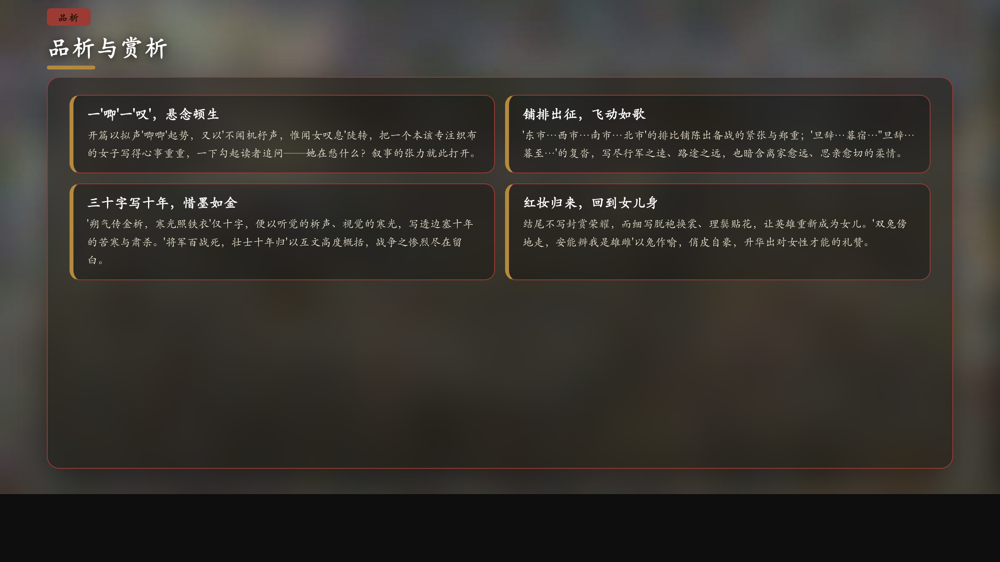 品析
品析与赏析
一'唧'一'叹'，悬念顿生
开篇以拟声'唧唧'起势，又以'不闻机杼声，惟闻女叹息'陡转，把一个本该专注织布
的女子写得心事重重，一下勾起读者追问——她在愁什么？叙事的张力就此打开。
铺排出征，飞动如歌
'东市…西市…南市…北市'的排比铺陈出备战的紧张与郑重；'旦辞…暮宿…''旦辞…
暮至…'的复沓，写尽行军之速、路途之远，也暗含离家愈远、思亲愈切的柔情。
三十字写十年，惜墨如金
'朔气传金柝，寒光照铁衣'仅十字，便以听觉的柝声、视觉的寒光，写透边塞十年
的苦寒与肃杀。'将军百战死，壮士十年归'以互文高度概括，战争之惨烈尽在留
白。
红妆归来，回到女儿身
结尾不写封赏荣耀，而细写脱袍换裳、理鬓贴花，让英雄重新成为女儿。'双兔傍
地走，安能辨我是雄雌'以兔作喻，俏皮自豪，升华出对女性才能的礼赞。